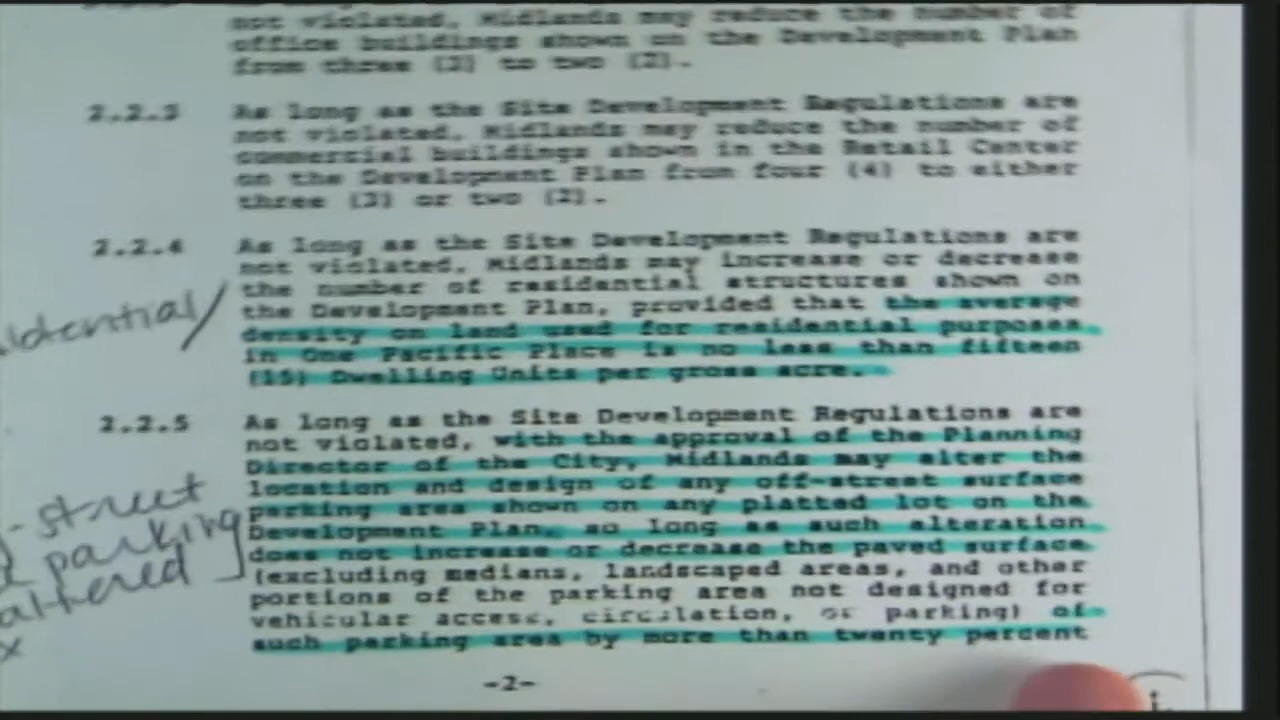 not violated, Midlands may reduce the number of
office buildings shown on the Development Plan
from three (3) to two (2).
2.2.3 As long as the Site Development Regulations are
not violated, Midlands may reduce the number of
commercial buildings shown in the Retail Center
on the Development Plan from four (4) to either
three (3) or two (2).
2.2.4 As long as the Site Development Regulations are
not violated, Midlands may increase or decrease
the number of residential structures shown on
the Development Plan, provided that the average
density on land used for residential purposes
in One Pacific Place is no less than fifteen
(15) Dwelling Units per gross acre.
2.2.5 As long as the Site Development Regulations are
not violated, with the approval of the Planning
Director of the City, Midlands may alter the
location and design of any off-street surface
parking area shown on any platted lot on the
Development Plan, so long as such alteration
does not increase or decrease the paved surface
(excluding medians, landscaped areas, and other
portions of the parking area not designed for
vehicular access, circulation, or parking) of
such parking area by more than twenty percent
-2-
idential/
-street
parking
altered